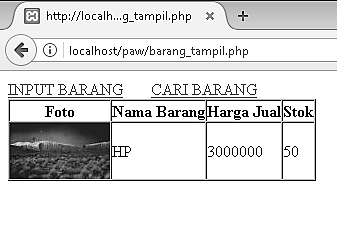 http://localh...g_tampil.php
localhost/paw/barang_tampil.php
INPUT BARANG CARI BARANG
Foto Nama Barang Harga Jual Stok
HP 3000000 50